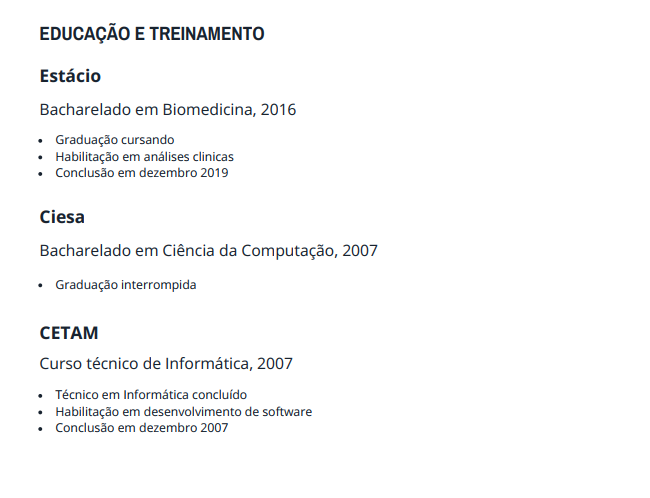 EDUCAÇÃO E TREINAMENTO
Estácio
Bacharelado em Biomedicina, 2016
• Graduação cursando
• Habilitação em análises clinicas
• Conclusão em dezembro 2019
Ciesa
Bacharelado em Ciência da Computação, 2007
• Graduação interrompida
CETAM
Curso técnico de Informática, 2007
• Técnico em Informática concluído
• Habilitação em desenvolvimento de software
• Conclusão em dezembro 2007